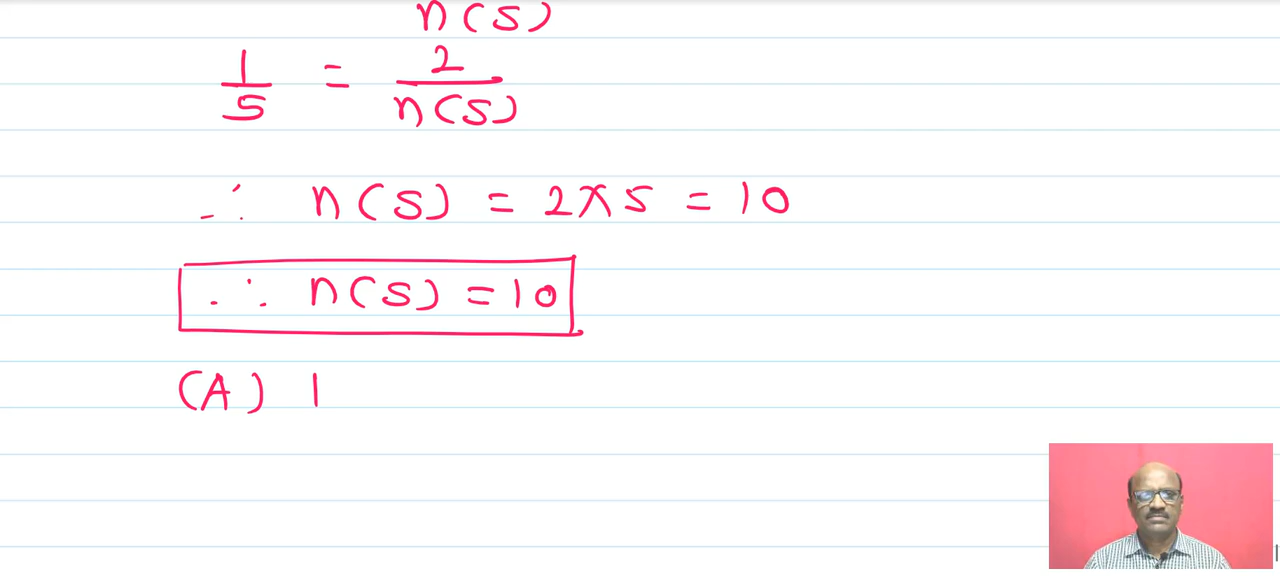 n(S)
1/5 = 2/n(S)
∴ n(S) = 2×5 = 10
∴ n(S) = 10
(A) 1